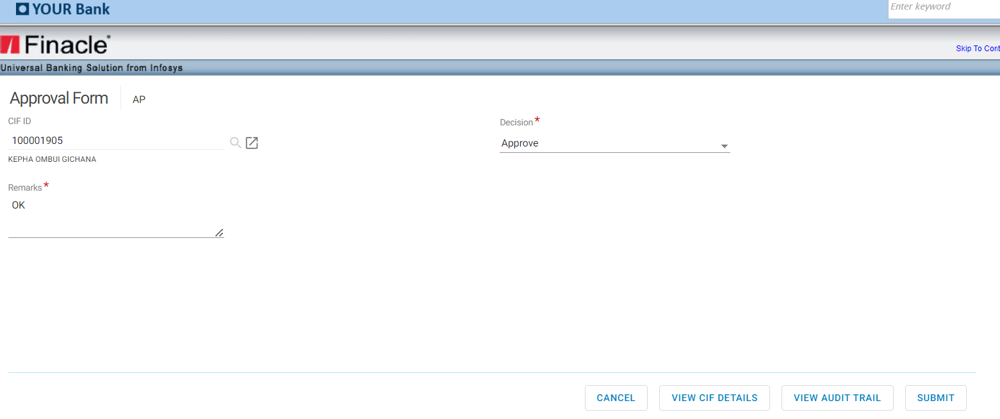 YOUR Bank
Enter keyword
Finacle
Skip To Cont
Universal Banking Solution from Infosys
Approval Form AP
CIF ID
Decision*
100001905
Approve
KEPHA OMBUI GICHANA
Remarks*
OK
CANCEL VIEW CIF DETAILS VIEW AUDIT TRAIL SUBMIT